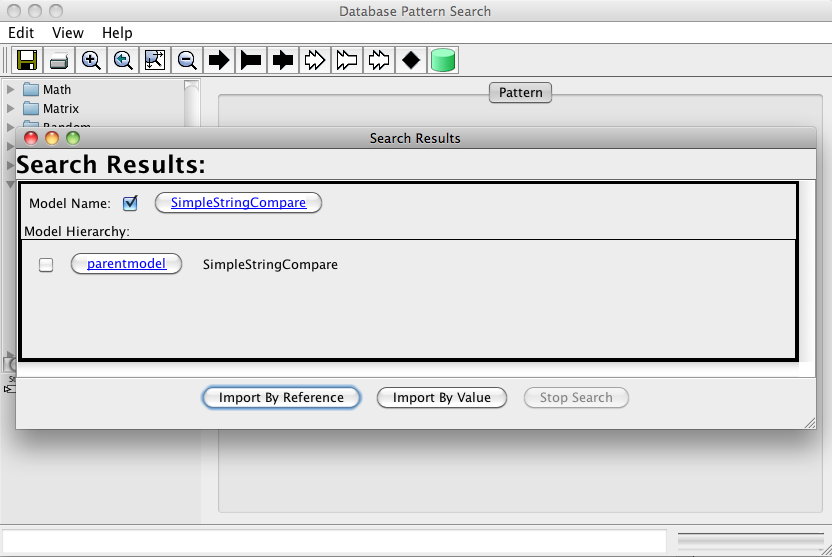 Database Pattern Search
Edit View Help
Math
Matrix
Random
Pattern
Search Results
Search Results:
Model Name: SimpleStringCompare
Model Hierarchy:
parentmodel SimpleStringCompare
Import By Reference Import By Value Stop Search